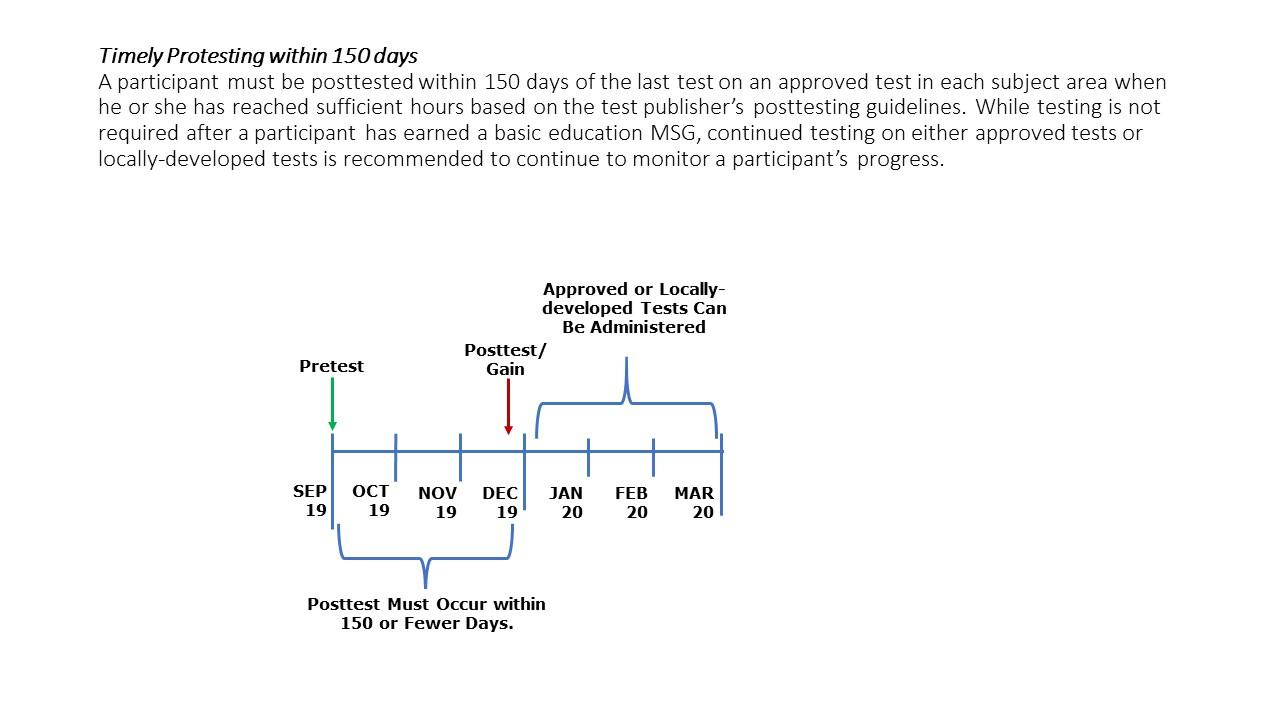 Timely Protesting within 150 days
A participant must be posttested within 150 days of the last test on an approved test in each subject area when
he or she has reached sufficient hours based on the test publisher’s posttesting guidelines. While testing is not
required after a participant has earned a basic education MSG, continued testing on either approved tests or
locally-developed tests is recommended to continue to monitor a participant’s progress.
Approved or Locally-
developed Tests Can
Be Administered
Pretest
Posttest/
Gain
SEP
19
OCT
19
NOV
19
DEC
19
JAN
20
FEB
20
MAR
20
Posttest Must Occur within
150 or Fewer Days.